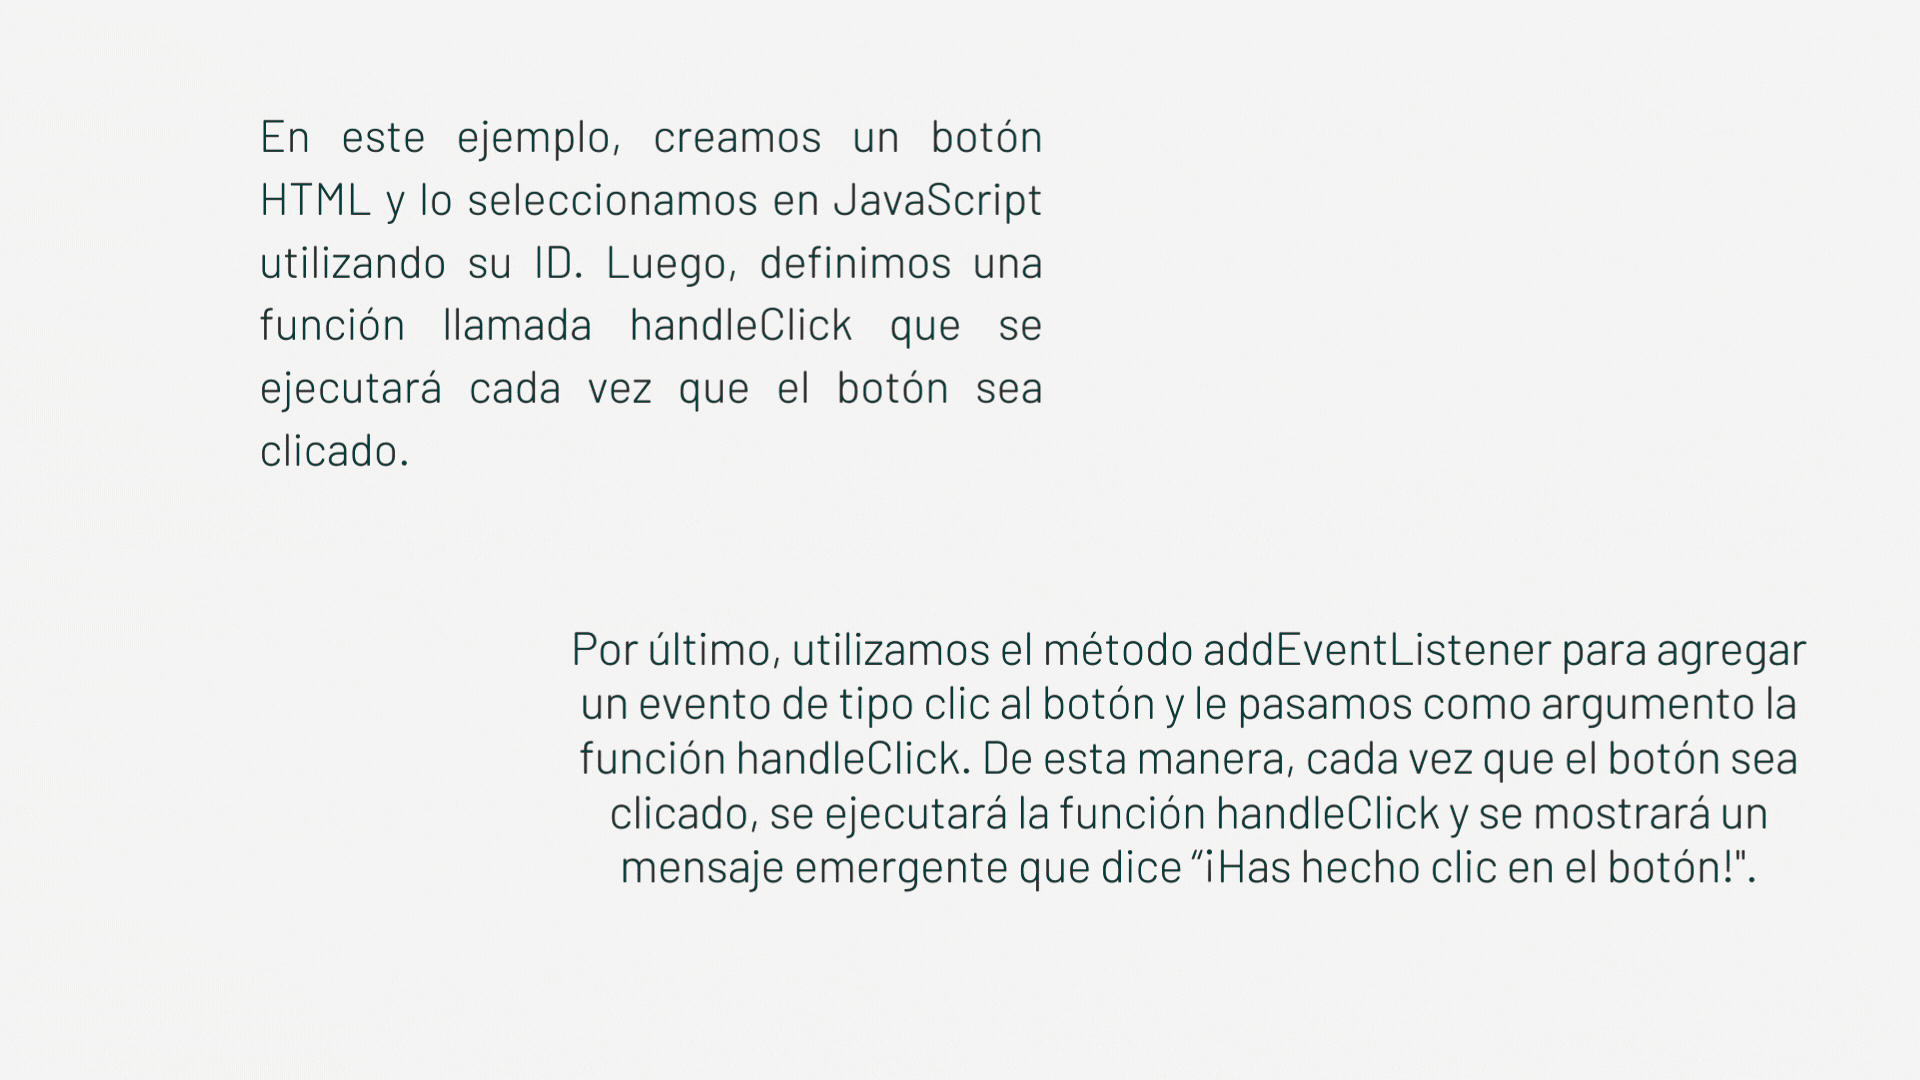 En este ejemplo, creamos un botón
HTML y lo seleccionamos en JavaScript
utilizando su ID. Luego, definimos una
función llamada handleClick que se
ejecutará cada vez que el botón sea
clicado.
Por último, utilizamos el método addEventListener para agregar
un evento de tipo clic al botón y le pasamos como argumento la
función handleClick. De esta manera, cada vez que el botón sea
clicado, se ejecutará la función handleClick y se mostrará un
mensaje emergente que dice “¡Has hecho clic en el botón!".